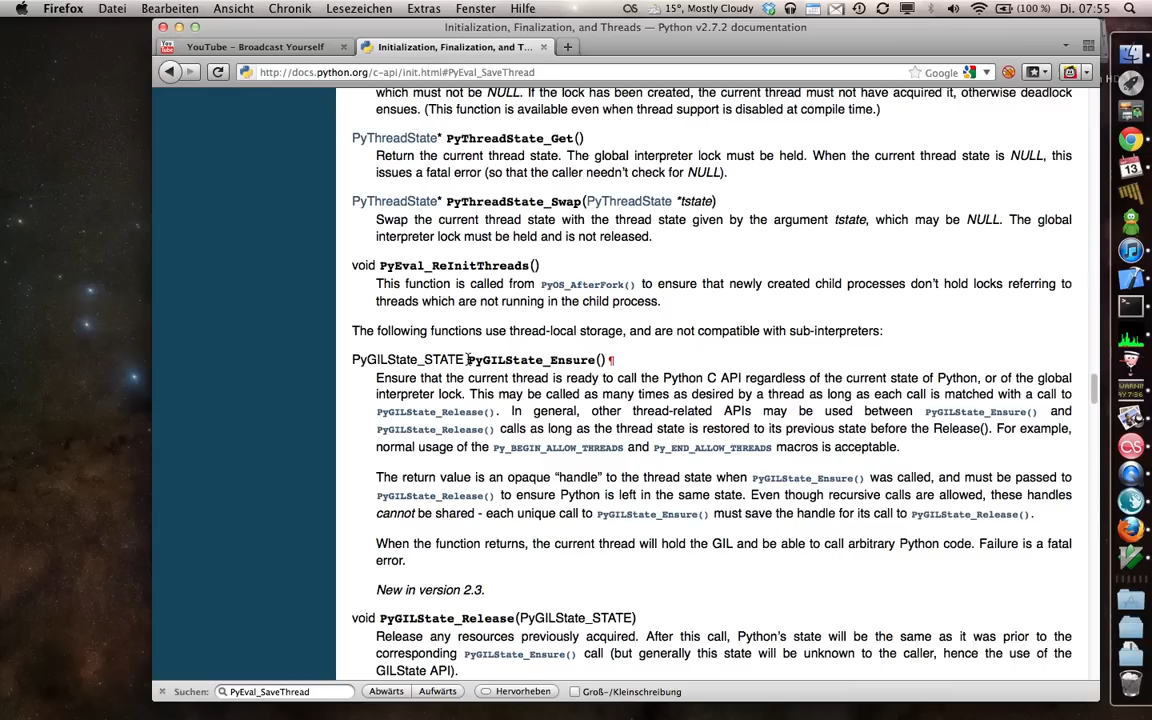 Firefox Datei Bearbeiten Ansicht Chronik Lesezeichen Extras Fenster Hilfe 15°, Mostly Cloudy (100 %) Di. 07:55
Initialization, Finalization, and Threads — Python v2.7.2 documentation
YouTube - Broadcast Yourself Initialization, Finalization, and T...
http://docs.python.org/c-api/init.html#PyEval_SaveThread Google
which must not be NULL. If the lock has been created, the current thread must not have acquired it, otherwise deadlock
ensues. (This function is available even when thread support is disabled at compile time.)
PyThreadState* PyThreadState_Get()
Return the current thread state. The global interpreter lock must be held. When the current thread state is NULL, this
issues a fatal error (so that the caller needn't check for NULL).
PyThreadState* PyThreadState_Swap(PyThreadState *tstate)
Swap the current thread state with the thread state given by the argument tstate, which may be NULL. The global
interpreter lock must be held and is not released.
void PyEval_ReInitThreads()
This function is called from PyOS_AfterFork() to ensure that newly created child processes don't hold locks referring to
threads which are not running in the child process.
The following functions use thread-local storage, and are not compatible with sub-interpreters:
PyGILState_STATE PyGILState_Ensure() ¶
Ensure that the current thread is ready to call the Python C API regardless of the current state of Python, or of the global
interpreter lock. This may be called as many times as desired by a thread as long as each call is matched with a call to
PyGILState_Release(). In general, other thread-related APIs may be used between PyGILState_Ensure() and
PyGILState_Release() calls as long as the thread state is restored to its previous state before the Release(). For example,
normal usage of the Py_BEGIN_ALLOW_THREADS and Py_END_ALLOW_THREADS macros is acceptable.
The return value is an opaque “handle” to the thread state when PyGILState_Ensure() was called, and must be passed to
PyGILState_Release() to ensure Python is left in the same state. Even though recursive calls are allowed, these handles
cannot be shared - each unique call to PyGILState_Ensure() must save the handle for its call to PyGILState_Release().
When the function returns, the current thread will hold the GIL and be able to call arbitrary Python code. Failure is a fatal
error.
New in version 2.3.
void PyGILState_Release(PyGILState_STATE)
Release any resources previously acquired. After this call, Python's state will be the same as it was prior to the
corresponding PyGILState_Ensure() call (but generally this state will be unknown to the caller, hence the use of the
GILState API).
Suchen: PyEval_SaveThread Abwärts Aufwärts Hervorheben Groß-/Kleinschreibung